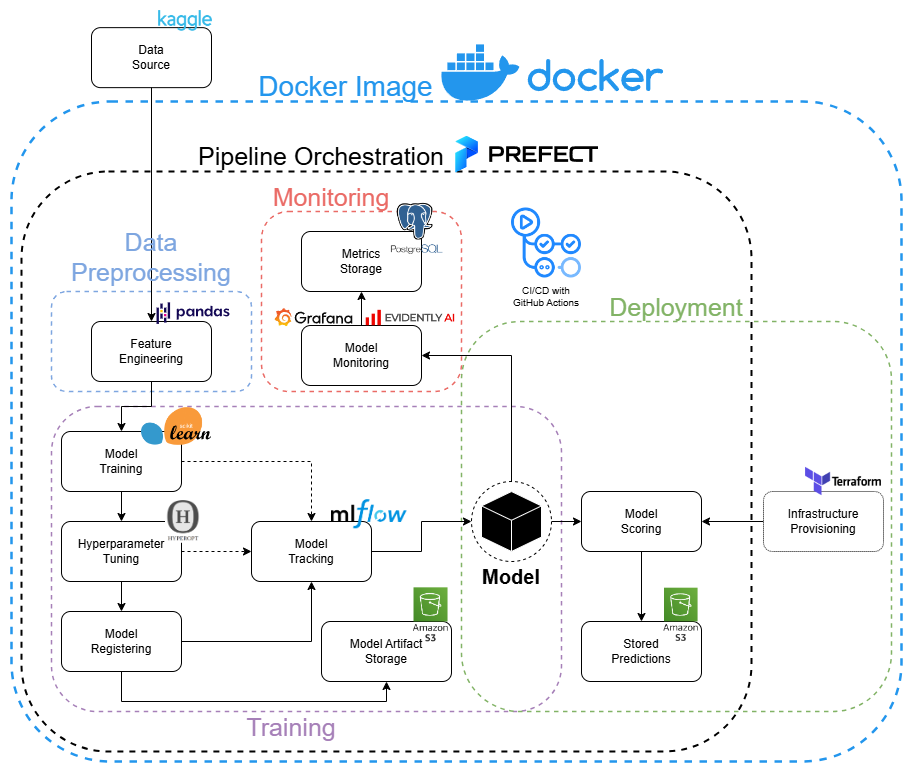 kaggle
Data
Source
Docker Image
docker
Pipeline Orchestration
PREFECT
Monitoring
PostgreSQL
Metrics
Storage
CI/CD with
GitHub Actions
Data
Preprocessing
pandas
Feature
Engineering
Grafana
EVIDENTLY AI
Model
Monitoring
Deployment
learn
Model
Training
H
HYPEROPT
Hyperparameter
Tuning
mlflow
Model
Tracking
Model
Model
Scoring
Terraform
Infrastructure
Provisioning
Model
Registering
Amazon
S3
Model Artifact
Storage
Amazon
S3
Stored
Predictions
Training